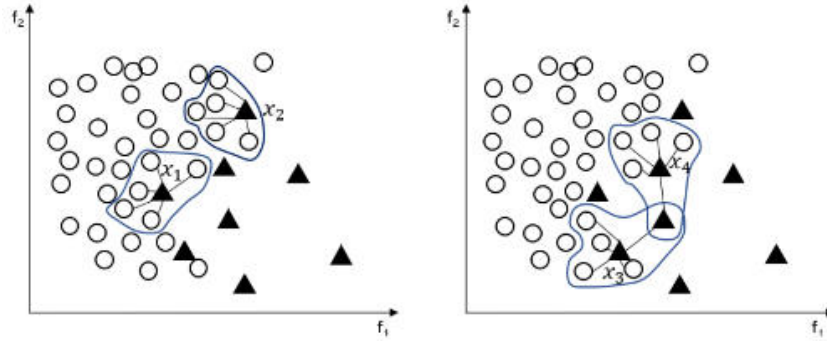 f₂
x₂
x₁
f₁
f₂
x₄
x₃
f₁